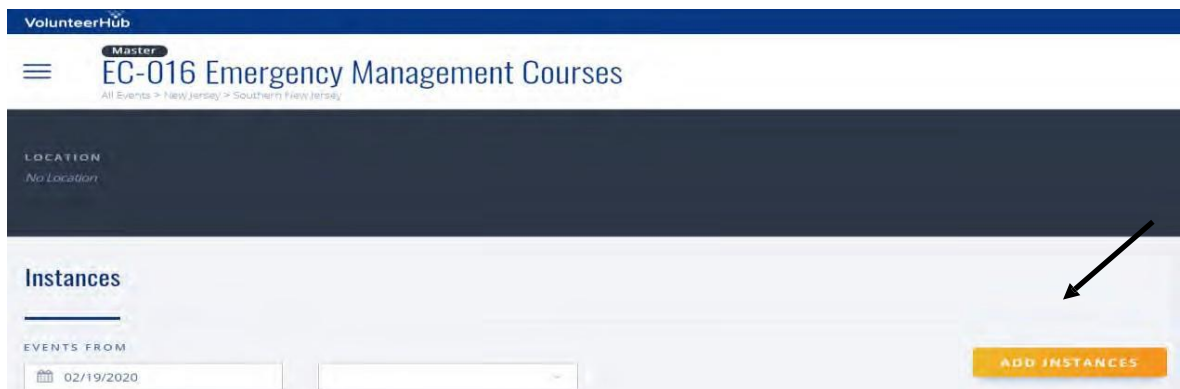 VolunteerHub
Master
EC-016 Emergency Management Courses
All Events > New Jersey > Southern New Jersey
LOCATION
No Location
Instances
EVENTS FROM
02/19/2020
ADD INSTANCES